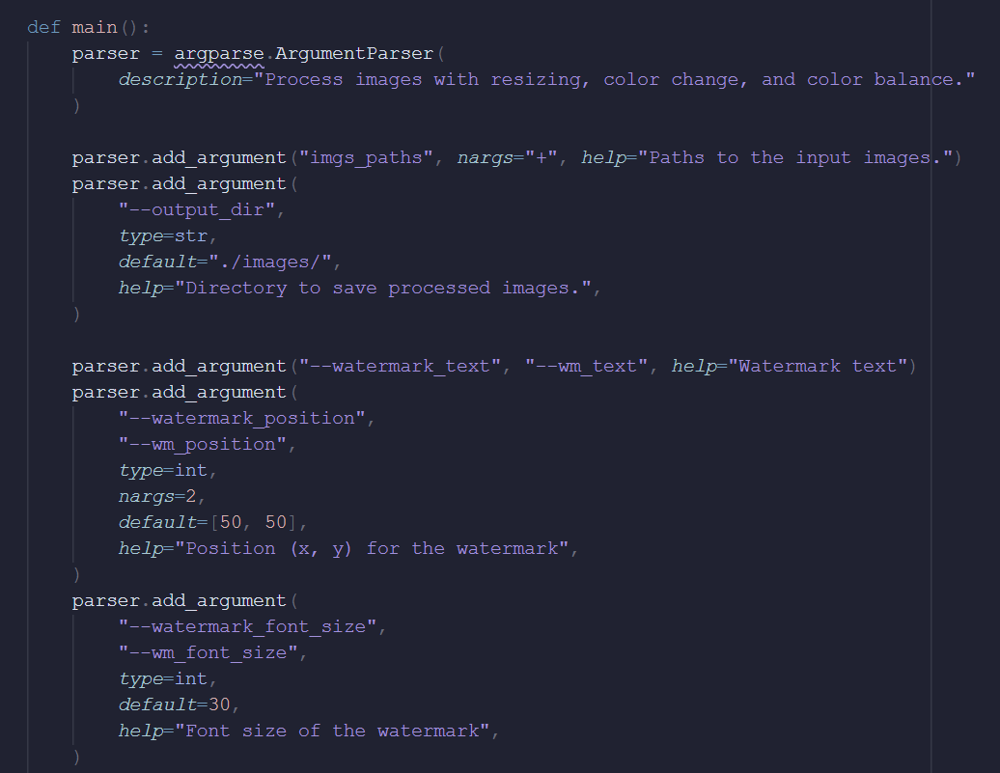 def main():
    parser = argparse.ArgumentParser(
        description="Process images with resizing, color change, and color balance."
    )

    parser.add_argument("imgs_paths", nargs="+", help="Paths to the input images.")
    parser.add_argument(
        "--output_dir",
        type=str,
        default="./images/",
        help="Directory to save processed images.",
    )

    parser.add_argument("--watermark_text", "--wm_text", help="Watermark text")
    parser.add_argument(
        "--watermark_position",
        "--wm_position",
        type=int,
        nargs=2,
        default=[50, 50],
        help="Position (x, y) for the watermark",
    )
    parser.add_argument(
        "--watermark_font_size",
        "--wm_font_size",
        type=int,
        default=30,
        help="Font size of the watermark",
    )